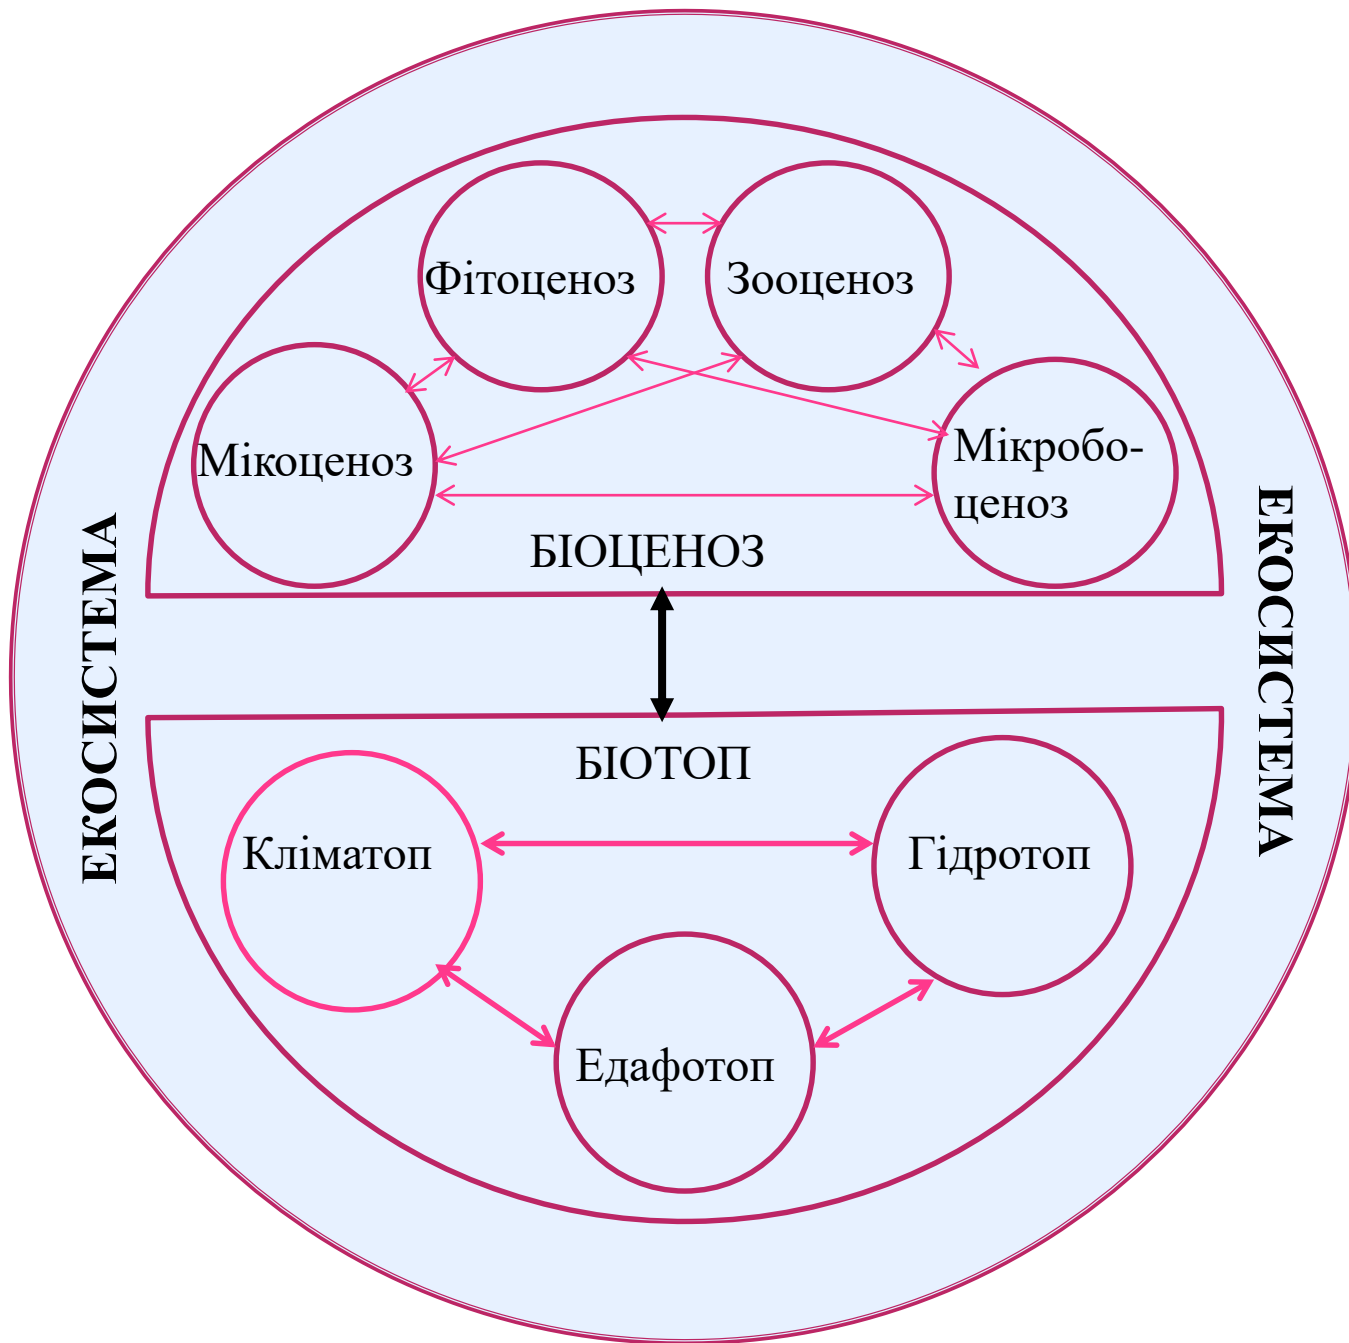 Фітоценоз
Зооценоз
Мікоценоз
Мікробо-
ценоз
БІОЦЕНОЗ
ЕКОСИСТЕМА
ЕКОСИСТЕМА
БІОТОП
Кліматоп
Гідротоп
Едафотоп